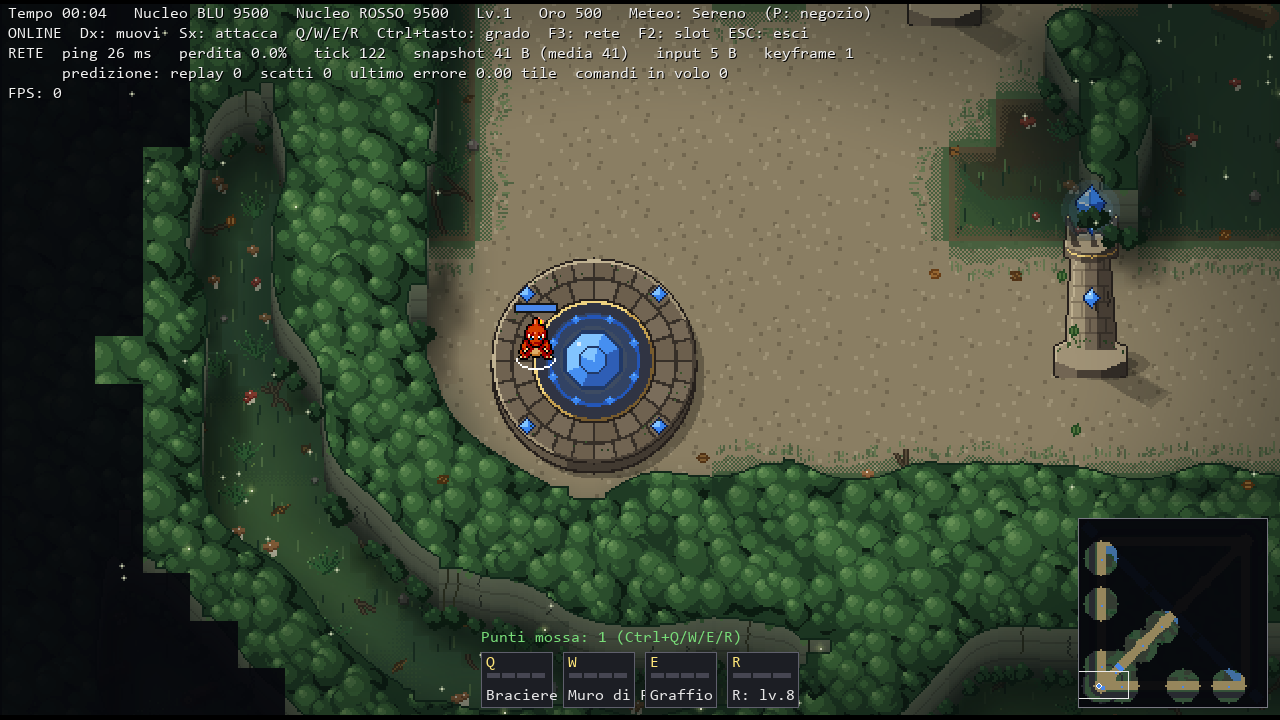 Tempo 00:04   Nucleo BLU 9500   Nucleo ROSSO 9500   Lv.1   Oro 500   Meteo: Sereno  (P: negozio)
ONLINE  Dx: muovi  Sx: attacca  Q/W/E/R  Ctrl+tasto: grado  F3: rete  F2: slot  ESC: esci
RETE  ping 26 ms   perdita 0.0%   tick 122   snapshot 41 B (media 41)   input 5 B   keyframe 1
predizione: replay 0  scatti 0  ultimo errore 0.00 tile  comandi in volo 0
FPS: 0
Punti mossa: 1 (Ctrl+Q/W/E/R)
Q W E R
Braciere Muro di F Graffio R: lv.8